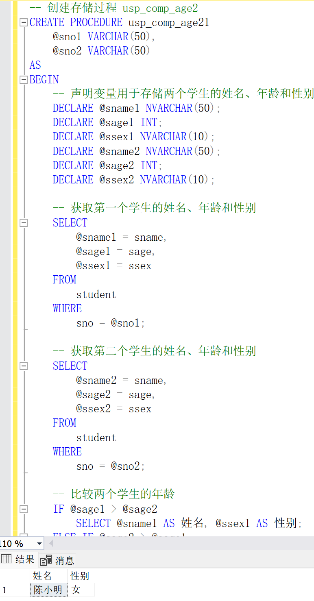 -- 创建存储过程 usp_comp_age2
CREATE PROCEDURE usp_comp_age21
@sno1 VARCHAR(50),
@sno2 VARCHAR(50)
AS
BEGIN
-- 声明变量用于存储两个学生的姓名、年龄和性别
DECLARE @sname1 NVARCHAR(50);
DECLARE @sage1 INT;
DECLARE @ssex1 NVARCHAR(10);
DECLARE @sname2 NVARCHAR(50);
DECLARE @sage2 INT;
DECLARE @ssex2 NVARCHAR(10);
-- 获取第一个学生的姓名、年龄和性别
SELECT
@sname1 = sname,
@sage1 = sage,
@ssex1 = ssex
FROM
student
WHERE
sno = @sno1;
-- 获取第二个学生的姓名、年龄和性别
SELECT
@sname2 = sname,
@sage2 = sage,
@ssex2 = ssex
FROM
student
WHERE
sno = @sno2;
-- 比较两个学生的年龄
IF @sage1 > @sage2
SELECT @sname1 AS 姓名, @ssex1 AS 性别;
110 %
结果 消息
姓名 性别
1 陈小明 女